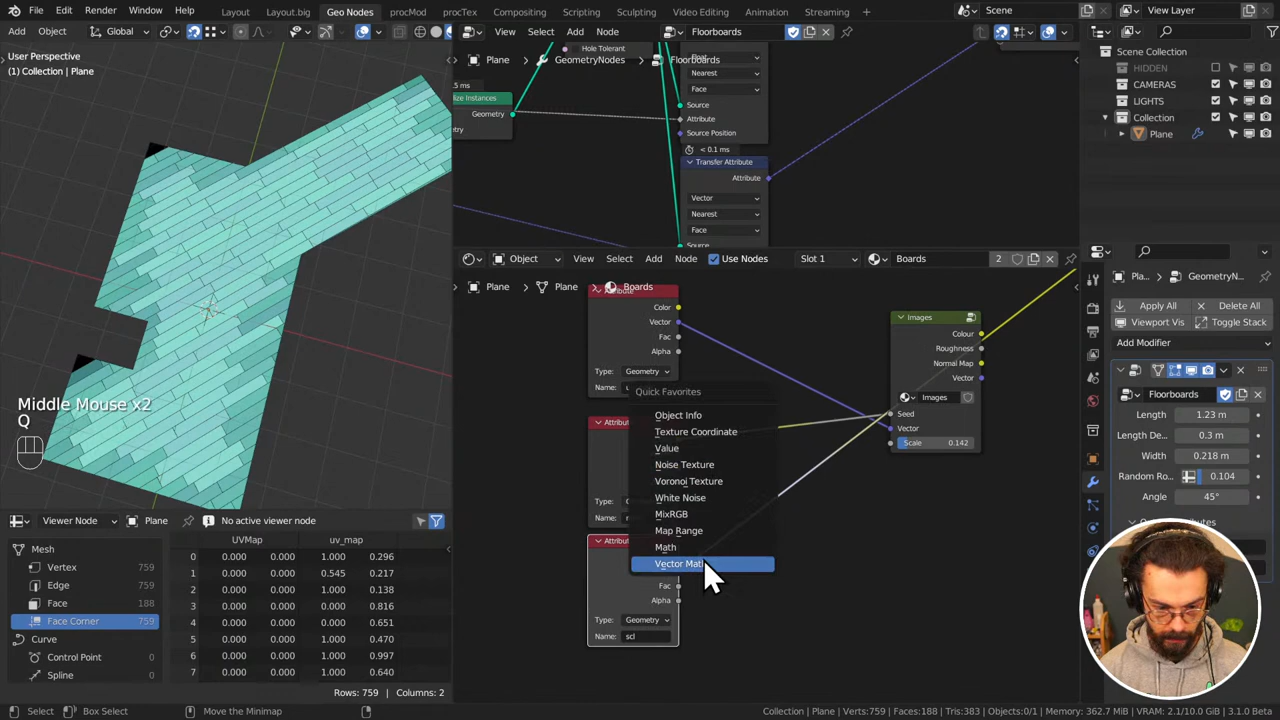 File Edit Render Window Help Layout Layout.big Geo Nodes procMod procTex Compositing Scripting Sculpting Video Editing Animation Streaming Scene View Layer
Add Object Global
View Select Add Node Floorboards
User Perspective
(1) Collection | Plane
Plane GeometryNodes Floorboards
Hole Tolerant
.5 ms
lize Instances
Geometry
Nearest
Face
Source
Attribute
Source Position
< 0.1 ms
Transfer Attribute
Attribute
Vector
Nearest
Face
Source
Object View Select Add Node Use Nodes Slot 1 Boards 2
Plane Plane Boards
Color
Vector
Fac
Alpha
Type: Geometry
Name:
Quick Favorites
Object Info
Texture Coordinate
Value
Noise Texture
Voronoi Texture
White Noise
MixRGB
Map Range
Math
Vector Mat
Attribut
Type:
Name:
Attribut
Fac
Alpha
Type: Geometry
Name: scl
Images
Colour
Roughness
Normal Map
Vector
Images
Seed
Vector
Scale 0.142
Middle Mouse x2
Q
Viewer Node Plane No active viewer node
Mesh
Vertex 759
Edge 759
Face 188
Face Corner 759
Curve
Control Point 0
Spline 0
UVMap uv_map
0 0.000 0.000 1.000 0.296
1 0.000 0.000 0.545 0.217
2 0.000 0.000 1.000 0.138
3 0.000 0.000 0.000 0.816
4 0.000 0.000 0.000 0.651
5 0.000 0.000 1.000 0.470
6 0.000 0.000 0.000 0.997
7 0.000 0.000 1.000 0.640
Rows: 759 | Columns: 2
Scene Collection
HIDDEN
CAMERAS
LIGHTS
Collection
Plane
Pla... GeometryN...
Apply All Delete All
Viewport Vis Toggle Stack
Add Modifier
Floorboards
Length 1.23 m
Length De... 0.3 m
Width 0.218 m
Random Ro... 0.104
Angle 45°
Select Box Select Move the Minimap Collection | Plane | Verts:759 | Faces:188 | Tris:383 | Objects:0/1 | Memory: 362.7 MiB | VRAM: 2.1/10.0 GiB | 3.1.0 Beta